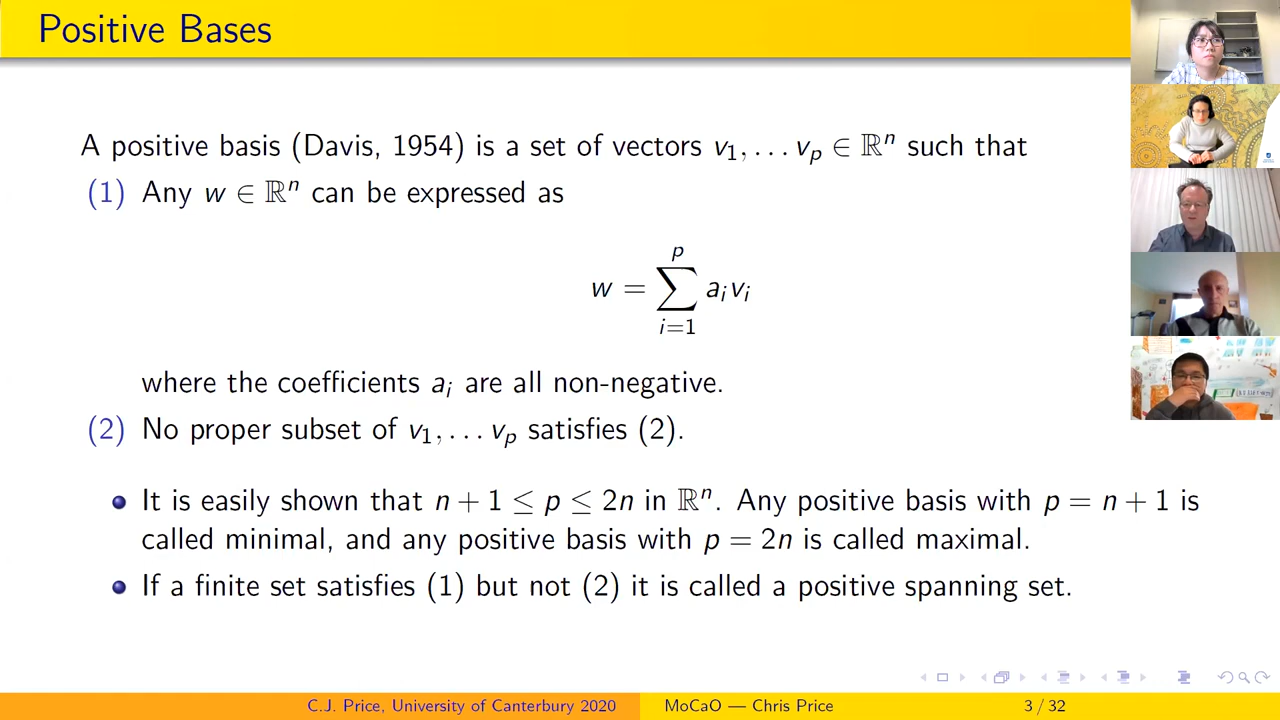 Positive Bases
A positive basis (Davis, 1954) is a set of vectors v₁, . . . vₚ ∈ ℝⁿ such that
(1) Any w ∈ ℝⁿ can be expressed as
w = ∑ᵢ₌₁ᵖ aᵢvᵢ
where the coefficients aᵢ are all non-negative.
(2) No proper subset of v₁, . . . vₚ satisfies (2).
It is easily shown that n + 1 ≤ p ≤ 2n in ℝⁿ. Any positive basis with p = n + 1 is
called minimal, and any positive basis with p = 2n is called maximal.
If a finite set satisfies (1) but not (2) it is called a positive spanning set.
C.J. Price, University of Canterbury 2020 MoCaO — Chris Price 3 / 32